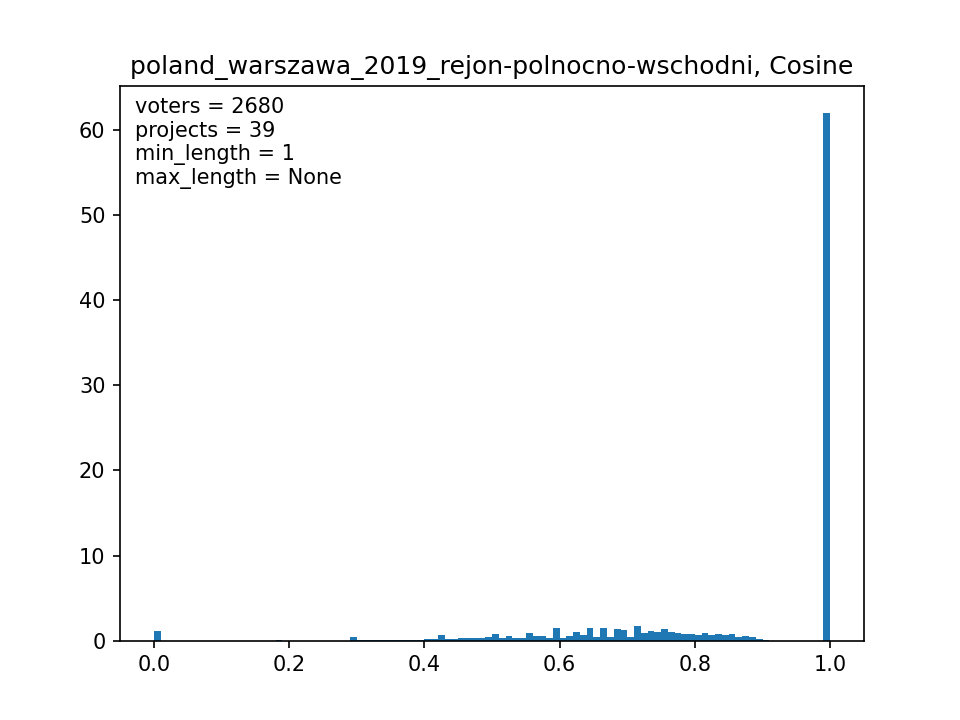 poland_warszawa_2019_rejon-polnocno-wschodni, Cosine
voters = 2680
projects = 39
min_length = 1
max_length = None
60
50
40
30
20
10
0
0.0 0.2 0.4 0.6 0.8 1.0